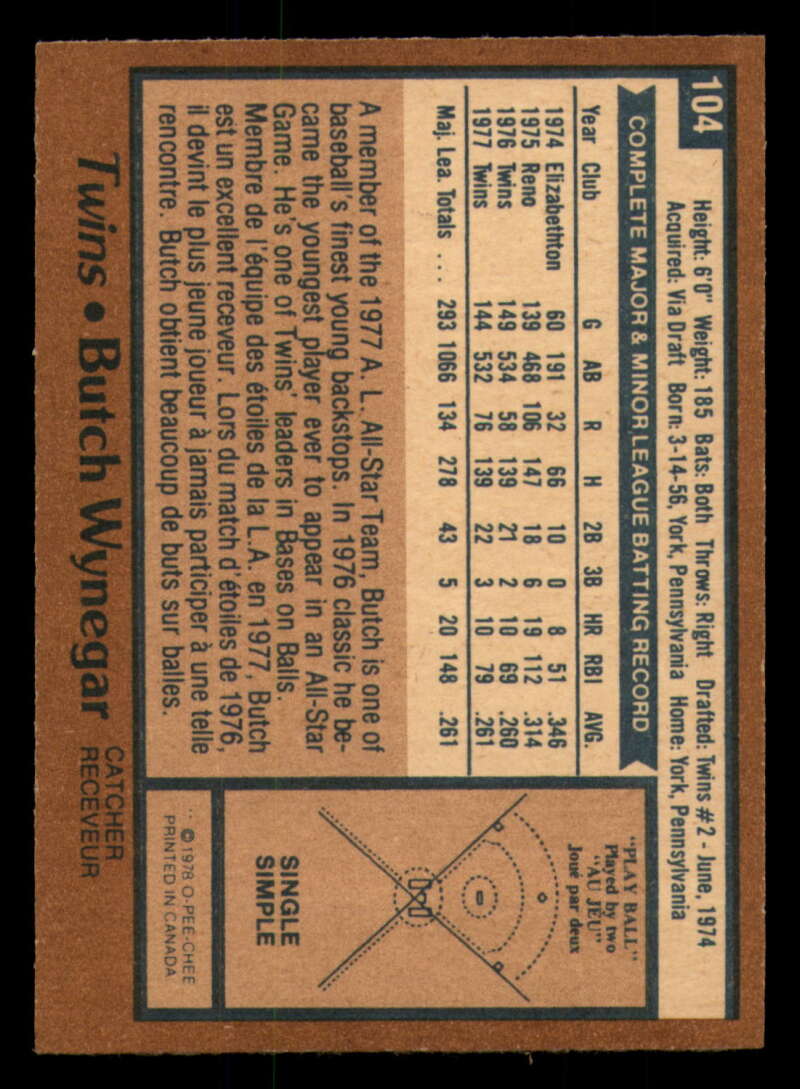 104
Height: 6'0" Weight: 185 Bats: Both Throws: Right Drafted: Twins #2 - June, 1974
Acquired: Via Draft Born: 3-14-56, York, Pennsylvania Home: York, Pennsylvania
COMPLETE MAJOR & MINOR LEAGUE BATTING RECORD
Year Club G AB R H 2B 3B HR RBI AVG.
1974 Elizabethton 60 191 32 66 10 0 8 51 .346
1975 Reno 139 468 106 147 18 6 19 112 .314
1976 Twins 149 534 58 139 21 2 10 69 .260
1977 Twins 144 532 76 139 22 3 10 79 .261
Maj. Lea. Totals .... 293 1066 134 278 43 5 20 148 .261
A member of the 1977 A. L. All-Star Team, Butch is one of
baseball's finest young backstops. In 1976 classic he be-
came the youngest player ever to appear in an All-Star
Game. He's one of Twins' leaders in Bases on Balls.
Membre de l'équipe des étoiles de la L.A. en 1977, Butch
est un excellent receveur. Lors du match d'étoiles de 1976,
il devint le plus jeune joueur à jamais participer à une telle
rencontre. Butch obtient beaucoup de buts sur balles.
"PLAY BALL"
Played by two
"AU JEU"
Joué par deux
SINGLE
SIMPLE
© 1978 O-PEE-CHEE
PRINTED IN CANADA
Twins • Butch Wynegar CATCHER
RECEVEUR